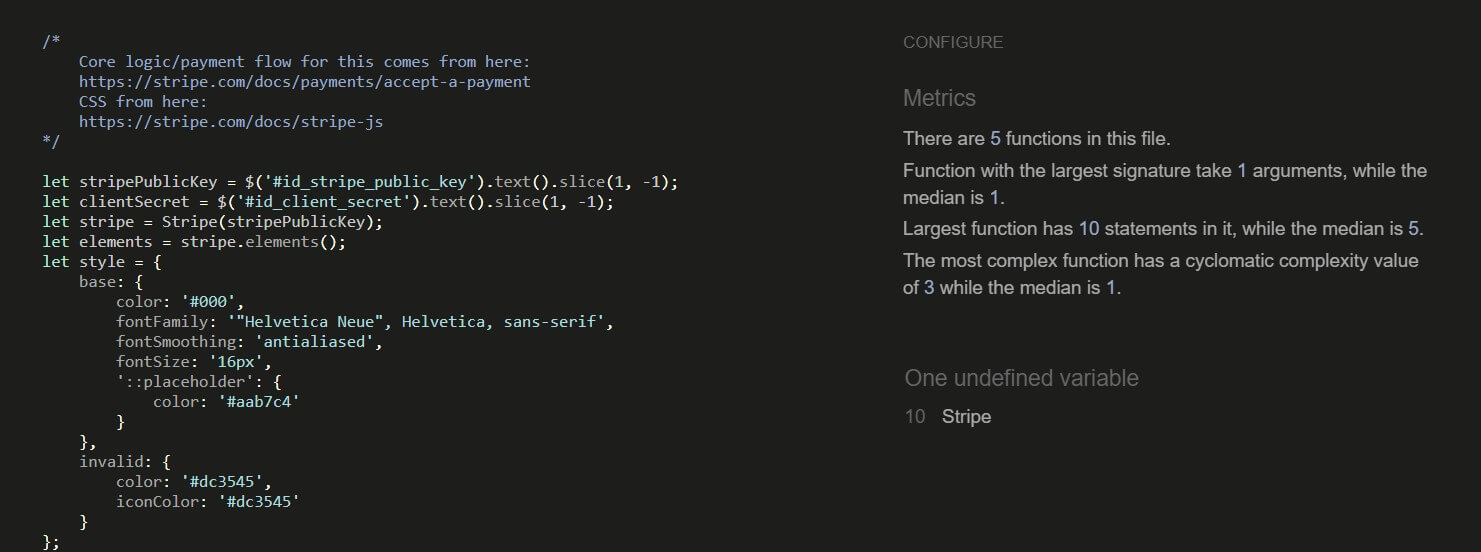 /*
    Core logic/payment flow for this comes from here:
    https://stripe.com/docs/payments/accept-a-payment
    CSS from here:
    https://stripe.com/docs/stripe-js
*/

let stripePublicKey = $('#id_stripe_public_key').text().slice(1, -1);
let clientSecret = $('#id_client_secret').text().slice(1, -1);
let stripe = Stripe(stripePublicKey);
let elements = stripe.elements();
let style = {
    base: {
        color: '#000',
        fontFamily: '"Helvetica Neue", Helvetica, sans-serif',
        fontSmoothing: 'antialiased',
        fontSize: '16px',
        '::placeholder': {
            color: '#aab7c4'
        }
    },
    invalid: {
        color: '#dc3545',
        iconColor: '#dc3545'
    }
};
CONFIGURE
Metrics
There are 5 functions in this file.
Function with the largest signature take 1 arguments, while the
median is 1.
Largest function has 10 statements in it, while the median is 5.
The most complex function has a cyclomatic complexity value
of 3 while the median is 1.
One undefined variable
10 Stripe